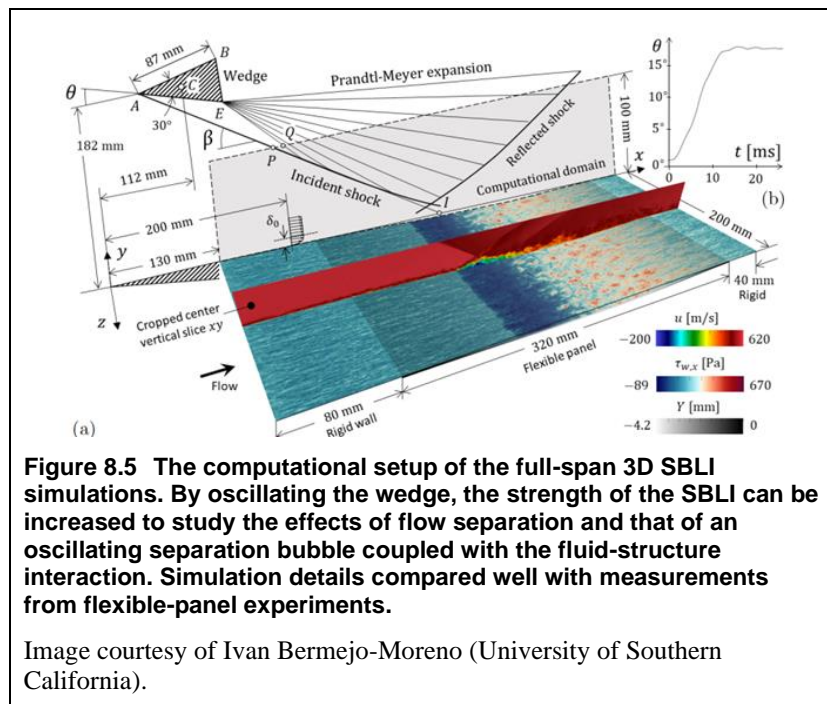 87 mm
B
C
Wedge
θ
A
E
30°
182 mm
112 mm
β
Q
P
Incident shock
Prandtl-Meyer expansion
Reflected shock
100 mm
I
Computational domain
x
θ
15°
10°
5°
0°
0 10 20
t [ms]
(b)
200 mm
δ₀
130 mm
y
z
Cropped center
vertical slice xy
Flow
(a)
80 mm
Rigid wall
320 mm
Flexible panel
200 mm
40 mm
Rigid
u [m/s]
−200 620
τw,x [Pa]
−89 670
Y [mm]
−4.2 0
Figure 8.5 The computational setup of the full-span 3D SBLI
simulations. By oscillating the wedge, the strength of the SBLI can be
increased to study the effects of flow separation and that of an
oscillating separation bubble coupled with the fluid-structure
interaction. Simulation details compared well with measurements
from flexible-panel experiments.
Image courtesy of Ivan Bermejo-Moreno (University of Southern
California).